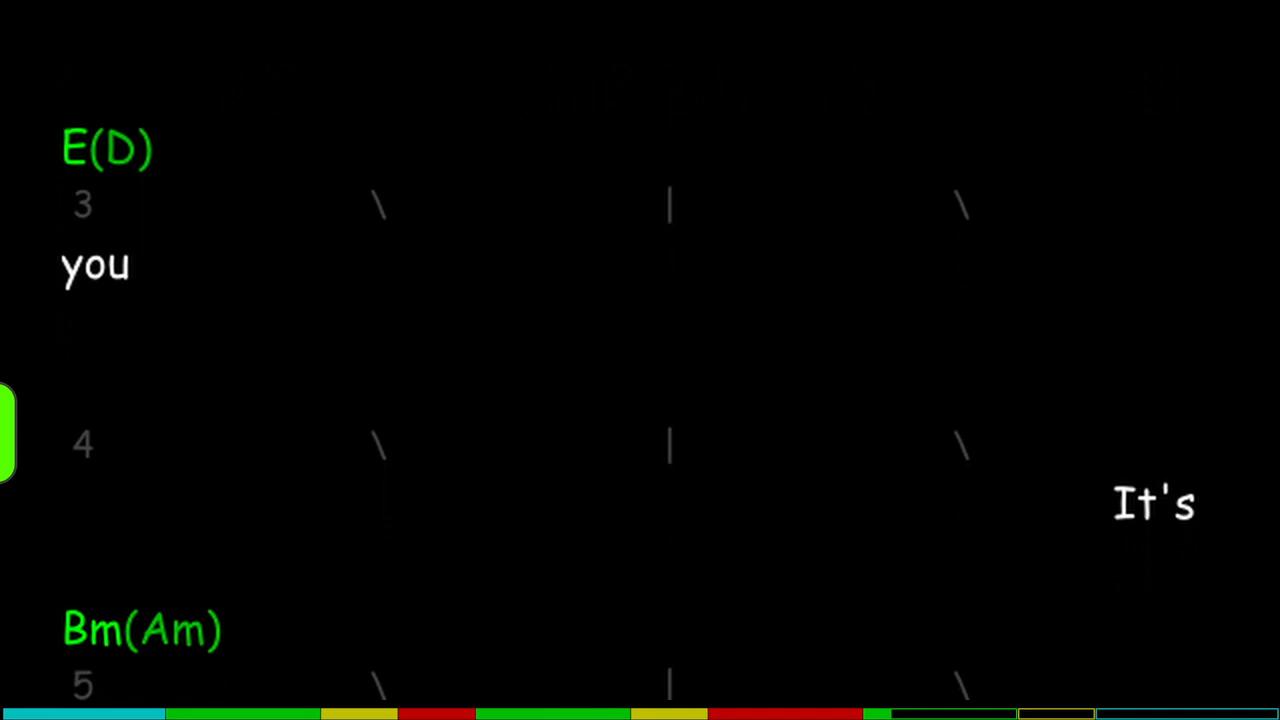 E(D)
3 \ | \
you
4 \ | \
It's
Bm(Am)
5 \ | \